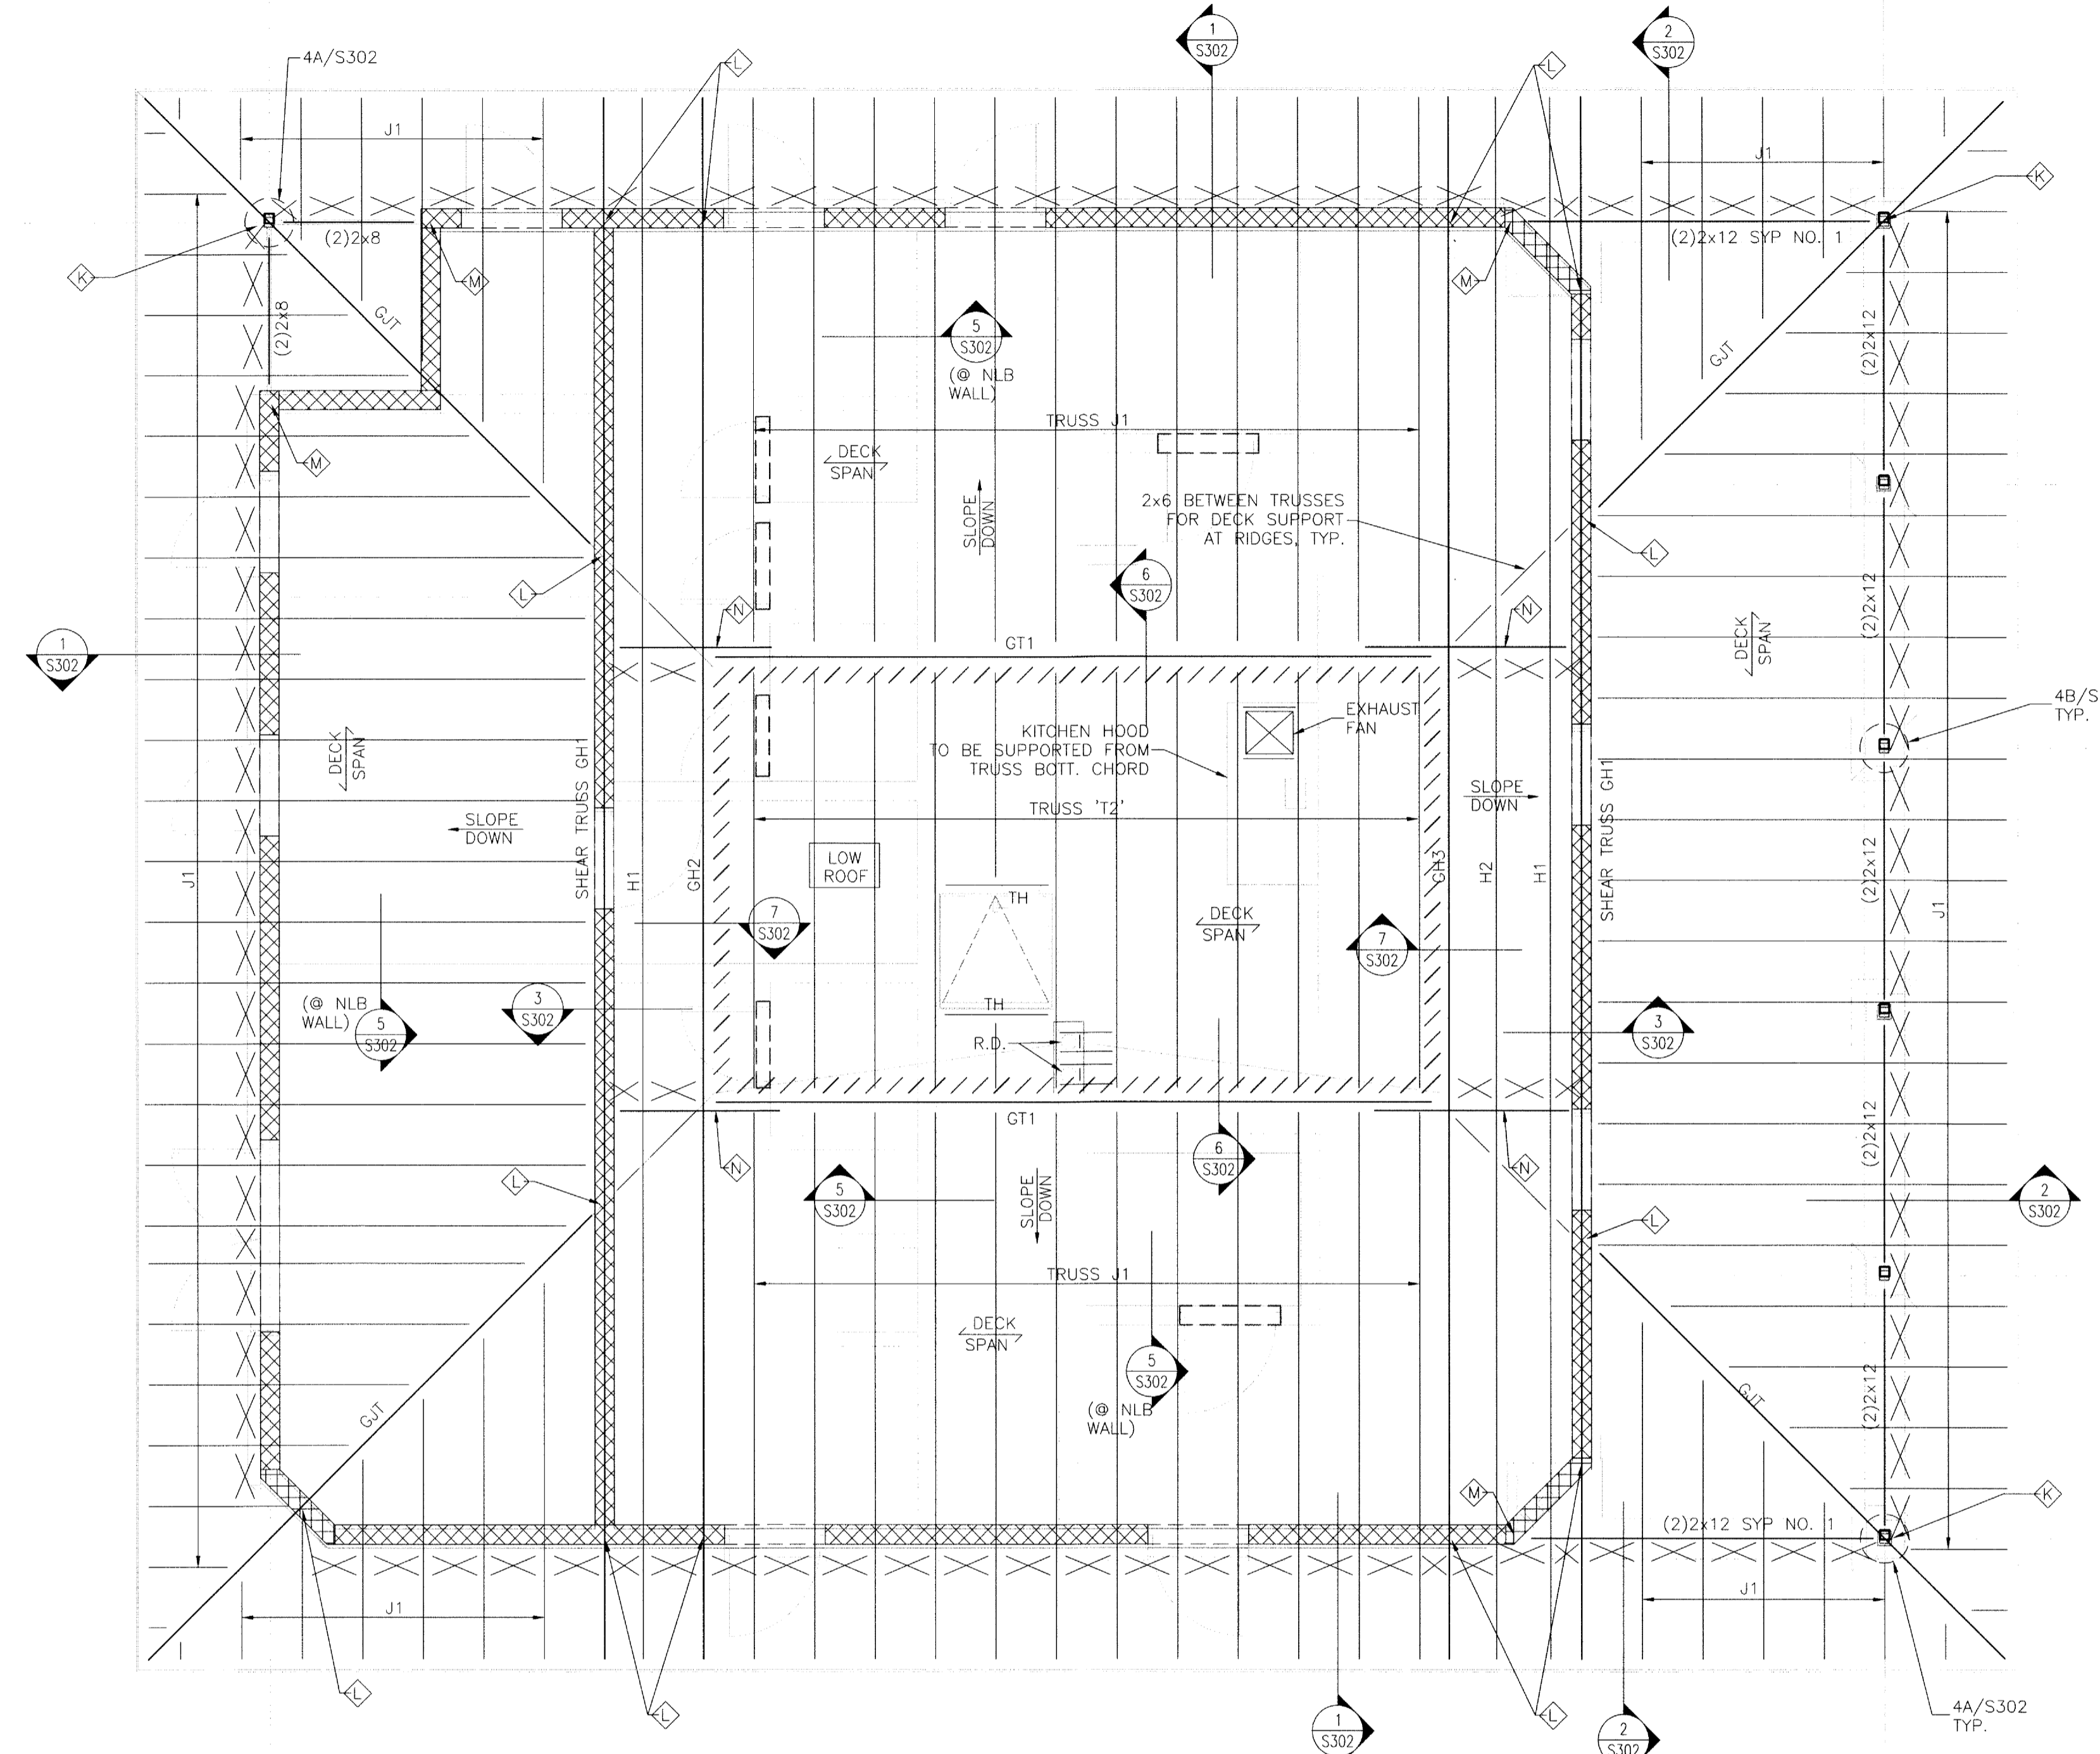 1
S302
2
S302
4A/S302
L
L
J1
J1
K
(2)2x8
(2)2x12 SYP NO. 1
K
M
M
(2)2x8
GJT
5
S302
(@ NLB
WALL)
(2)2x12
GJT
TRUSS J1
M
DECK
SPAN
2x6 BETWEEN TRUSSES
FOR DECK SUPPORT
AT RIDGES, TYP.
SLOPE
DOWN
L
L
6
S302
N
N
(2)2x12
1
S302
GT1
DECK
SPAN
4B/S
TYP.
KITCHEN HOOD
TO BE SUPPORTED FROM
TRUSS BOTT. CHORD
EXHAUST
FAN
DECK
SPAN
SLOPE
DOWN
SHEAR TRUSS GH1
H1
GH2
TRUSS 'T2'
SLOPE
DOWN
GH3
H2
H1
SHEAR TRUSS GH1
J1
LOW
ROOF
(2)2x12
J1
TH
7
S302
DECK
SPAN
7
S302
TH
(@ NLB
WALL)
5
S302
3
S302
R.D.
3
S302
GT1
(2)2x12
N
N
L
5
S302
6
S302
SLOPE
DOWN
L
2
S302
TRUSS J1
DECK
SPAN
5
S302
(@ NLB
WALL)
GJT
GJT
(2)2x12
M
K
(2)2x12 SYP NO. 1
J1
J1
L
L
L
1
S302
2
S302
4A/S302
TYP.